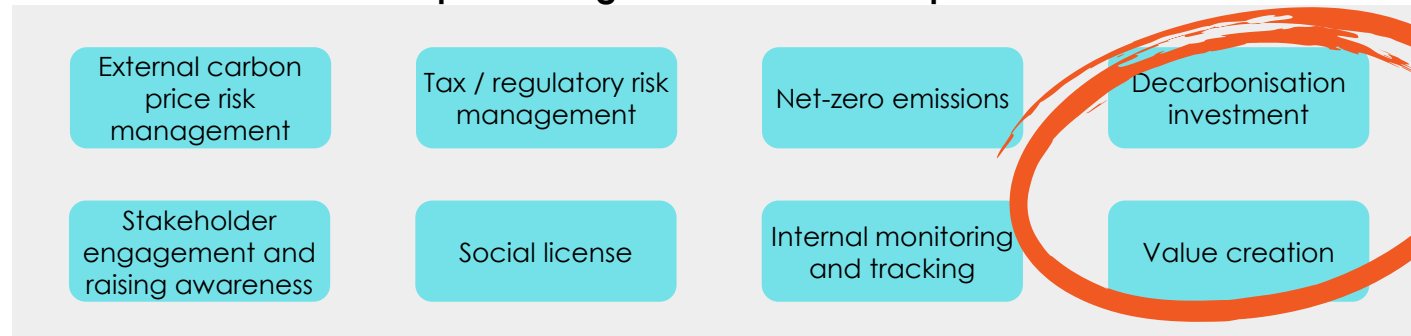 External carbon
price risk
management
Tax / regulatory risk
management
Net-zero emissions
Decarbonisation
investment
Stakeholder
engagement and
raising awareness
Social license
Internal monitoring
and tracking
Value creation